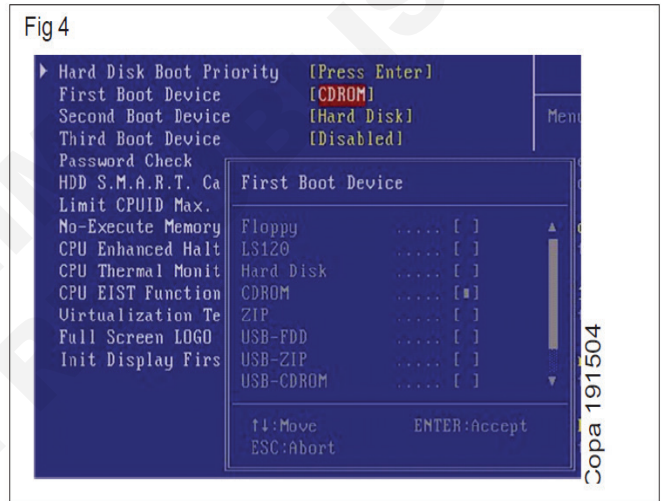 Fig 4
Hard Disk Boot Priority [Press Enter]
First Boot Device [CDROM]
Second Boot Device [Hard Disk]
Third Boot Device [Disabled]
Password Check
HDD S.M.A.R.T. Ca
Limit CPUID Max.
No-Execute Memory
CPU Enhanced Halt
CPU Thermal Monit
CPU EIST Function
Virtualization Te
Full Screen LOGO
Init Display Firs
Menu
First Boot Device
Floppy ..... [ ]
LS120 ..... [ ]
Hard Disk ..... [ ]
CDROM ..... [▪]
ZIP ..... [ ]
USB-FDD ..... [ ]
USB-ZIP ..... [ ]
USB-CDROM ..... [ ]
↑↓:Move ENTER:Accept
ESC:Abort
Copa 191504